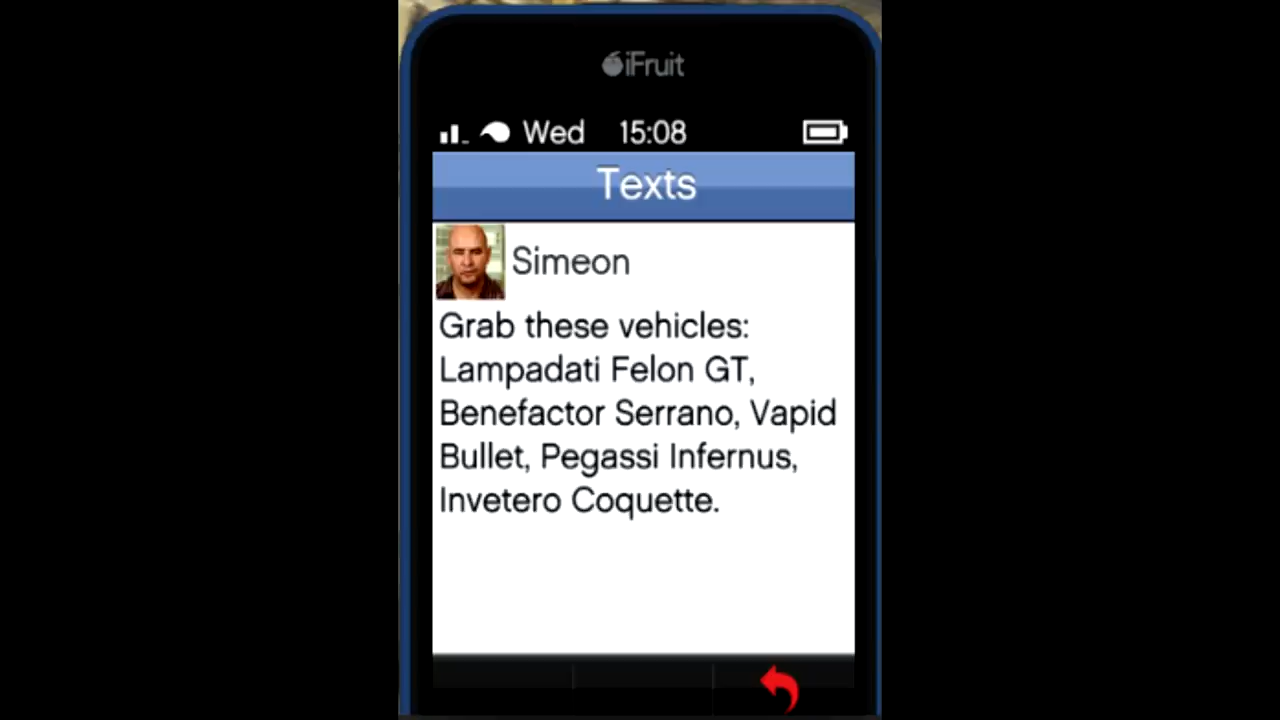 iFruit
Wed 15:08
Texts
Simeon
Grab these vehicles:
Lampadati Felon GT,
Benefactor Serrano, Vapid
Bullet, Pegassi Infernus,
Invetero Coquette.